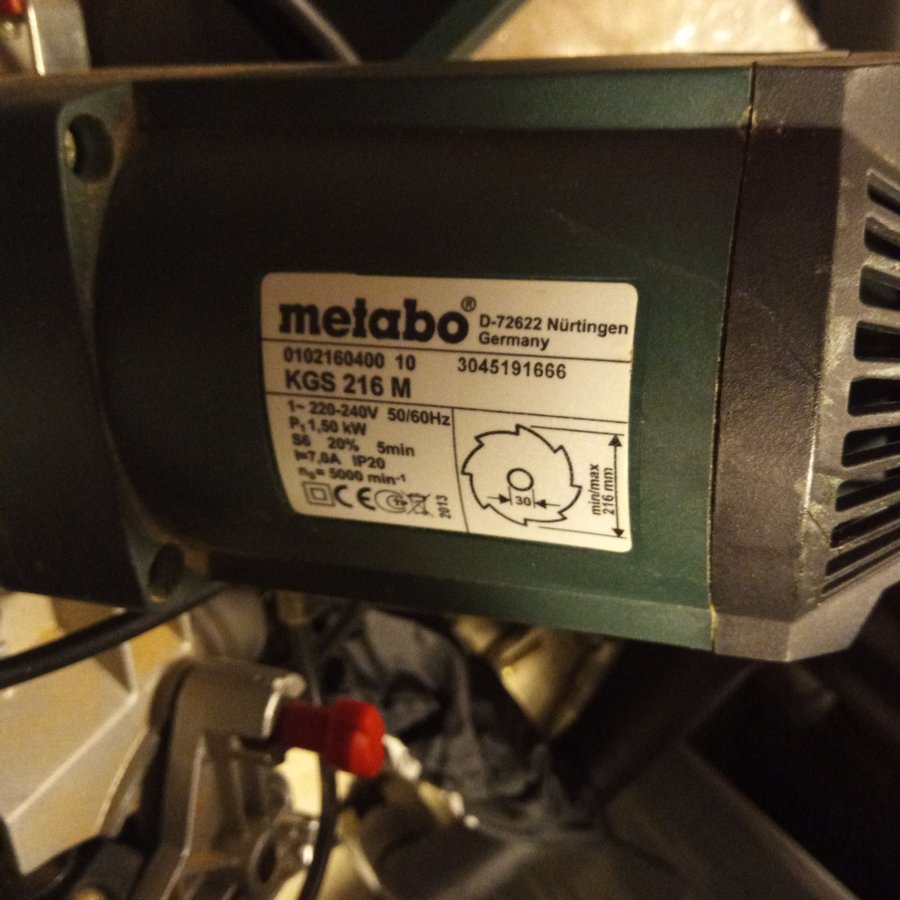 metabo® D-72622 Nürtingen
Germany
0102160400 10 3045191666
KGS 216 M
1~ 220-240V 50/60Hz
P₁ 1,50 kW
S6 20% 5min
I=7,0A IP20
n₀= 5000 min⁻¹
CE 2013
30
min/max
216 mm